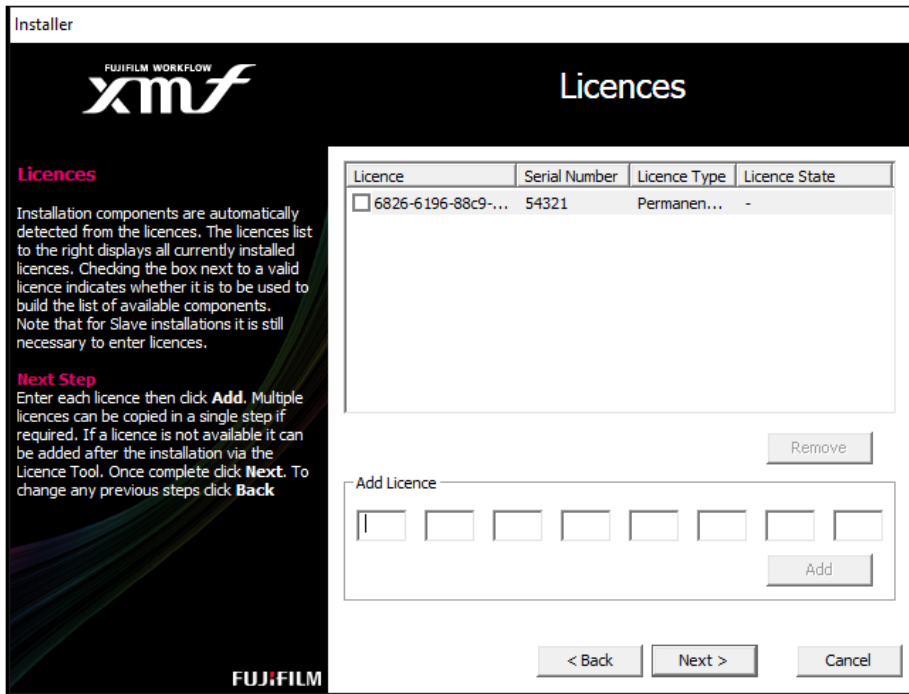 Installer
FUJIFILM WORKFLOW
xmf
Licences
Licences
Installation components are automatically
detected from the licences. The licences list
to the right displays all currently installed
licences. Checking the box next to a valid
licence indicates whether it is to be used to
build the list of available components.
Note that for Slave installations it is still
necessary to enter licences.
Next Step
Enter each licence then click Add. Multiple
licences can be copied in a single step if
required. If a licence is not available it can
be added after the installation via the
Licence Tool. Once complete click Next. To
change any previous steps click Back
FUJIFILM
Licence Serial Number Licence Type Licence State
6826-6196-88c9-... 54321 Permanen... -
Remove
Add Licence
Add
< Back Next > Cancel